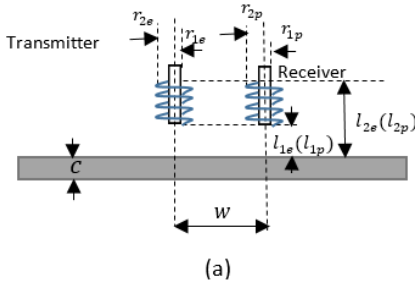 r₂ₑ
r₂ₚ
Transmitter
r₁ₑ
r₁ₚ
Receiver
l₂ₑ(l₂ₚ)
l₁ₑ(l₁ₚ)
c
w
(a)